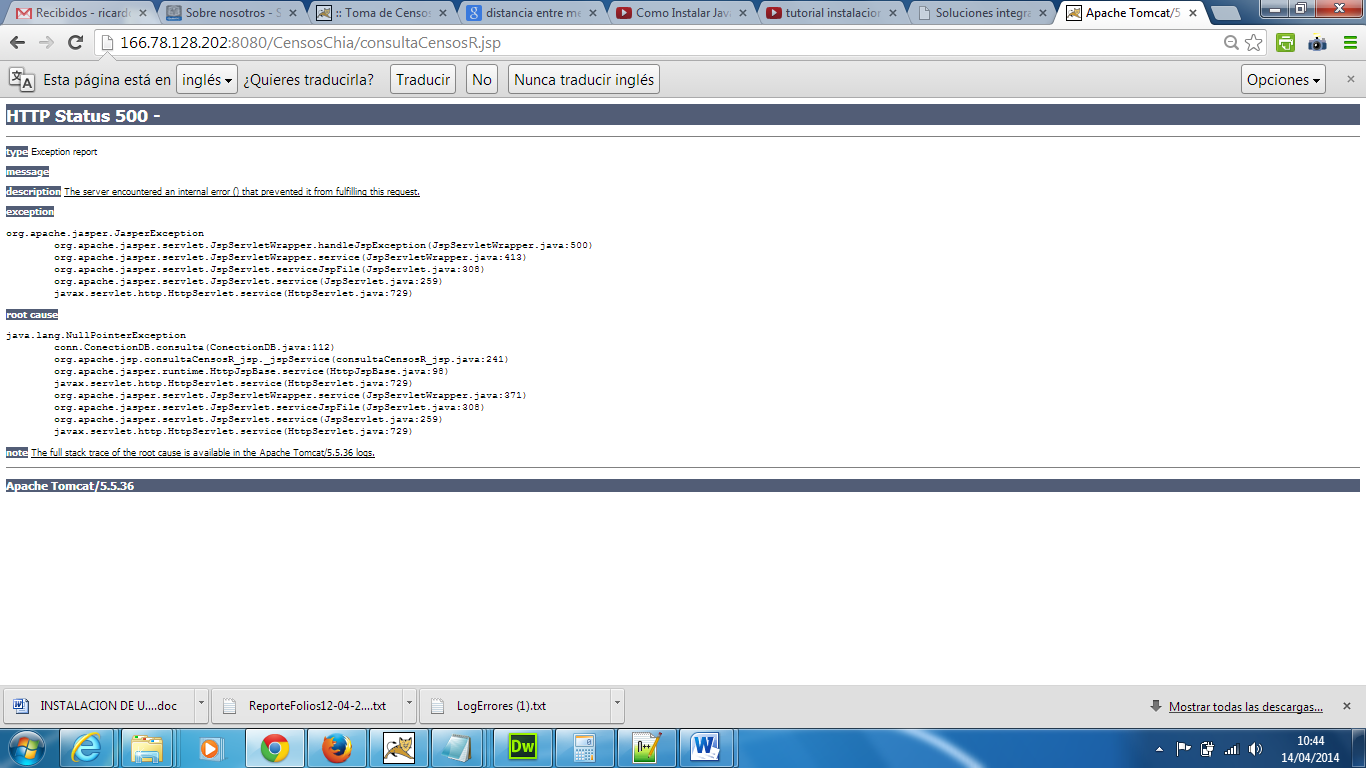 Recibidos - ricard
Sobre nosotros - S
:: Toma de Censos
distancia entre me
Como Instalar Java
tutorial instalacion
Soluciones integra
Apache Tomcat/5
166.78.128.202:8080/CensosChia/consultaCensosR.jsp
Esta página está en inglés ¿Quieres traducirla? Traducir No Nunca traducir inglés Opciones
HTTP Status 500 -
type Exception report
message
description The server encountered an internal error () that prevented it from fulfilling this request.
exception
org.apache.jasper.JasperException
org.apache.jasper.servlet.JspServletWrapper.handleJspException(JspServletWrapper.java:500)
org.apache.jasper.servlet.JspServletWrapper.service(JspServletWrapper.java:413)
org.apache.jasper.servlet.JspServlet.serviceJspFile(JspServlet.java:308)
org.apache.jasper.servlet.JspServlet.service(JspServlet.java:259)
javax.servlet.http.HttpServlet.service(HttpServlet.java:729)
root cause
java.lang.NullPointerException
conn.ConectionDB.consulta(ConectionDB.java:112)
org.apache.jsp.consultaCensosR_jsp._jspService(consultaCensosR_jsp.java:241)
org.apache.jasper.runtime.HttpJspBase.service(HttpJspBase.java:98)
javax.servlet.http.HttpServlet.service(HttpServlet.java:729)
org.apache.jasper.servlet.JspServletWrapper.service(JspServletWrapper.java:371)
org.apache.jasper.servlet.JspServlet.serviceJspFile(JspServlet.java:308)
org.apache.jasper.servlet.JspServlet.service(JspServlet.java:259)
javax.servlet.http.HttpServlet.service(HttpServlet.java:729)
note The full stack trace of the root cause is available in the Apache Tomcat/5.5.36 logs.
Apache Tomcat/5.5.36
INSTALACION DE U....doc
ReporteFolios12-04-2....txt
LogErrores (1).txt
Mostrar todas las descargas...
Dw
10:44
14/04/2014